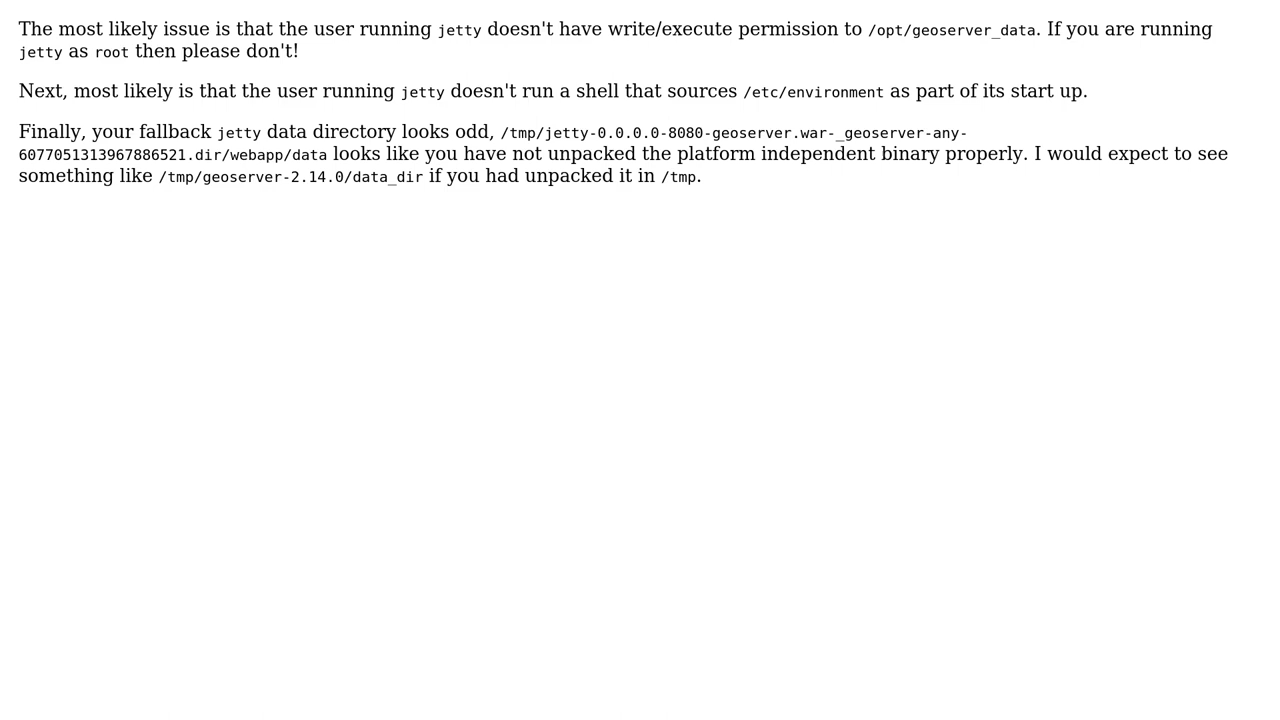 The most likely issue is that the user running jetty doesn't have write/execute permission to /opt/geoserver_data. If you are running
jetty as root then please don't!
Next, most likely is that the user running jetty doesn't run a shell that sources /etc/environment as part of its start up.
Finally, your fallback jetty data directory looks odd, /tmp/jetty-0.0.0.0-8080-geoserver.war-_geoserver-any-
6077051313967886521.dir/webapp/data looks like you have not unpacked the platform independent binary properly. I would expect to see
something like /tmp/geoserver-2.14.0/data_dir if you had unpacked it in /tmp.